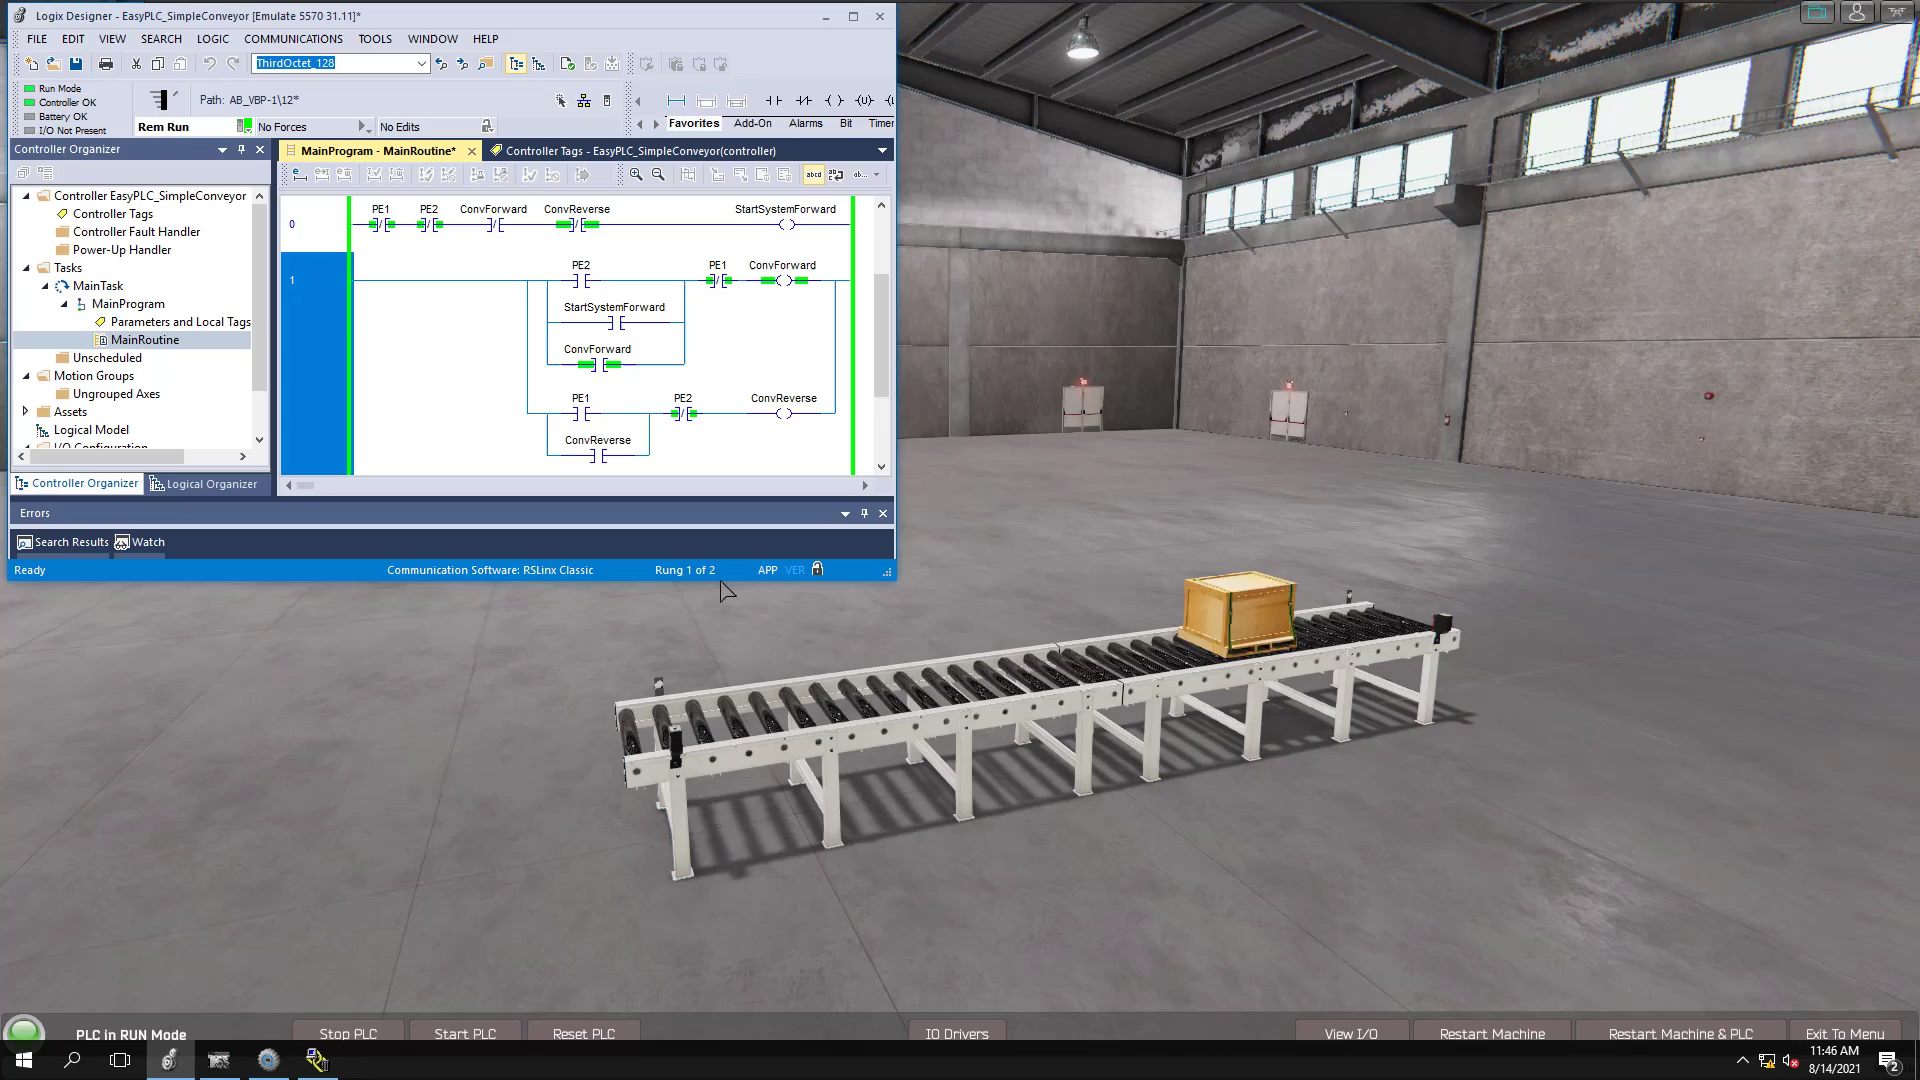 Logix Designer - EasyPLC_SimpleConveyor [Emulate 5570 31.11]*
FILE EDIT VIEW SEARCH LOGIC COMMUNICATIONS TOOLS WINDOW HELP
ThirdOctet_128
Run Mode
Controller OK
Battery OK
I/O Not Present
Path: AB_VBP-1\12*
Rem Run No Forces No Edits
Favorites Add-On Alarms Bit Timer
Controller Organizer
MainProgram - MainRoutine* Controller Tags - EasyPLC_SimpleConveyor(controller)
Controller EasyPLC_SimpleConveyor
Controller Tags
Controller Fault Handler
Power-Up Handler
Tasks
MainTask
MainProgram
Parameters and Local Tags
MainRoutine
Unscheduled
Motion Groups
Ungrouped Axes
Assets
Logical Model
I/O Configuration
Controller Organizer Logical Organizer
0
PE1 PE2 ConvForward ConvReverse StartSystemForward
1
PE2 PE1 ConvForward
StartSystemForward
ConvForward
PE1 PE2 ConvReverse
ConvReverse
Errors
Search Results Watch
Ready Communication Software: RSLinx Classic Rung 1 of 2 APP VER
PLC in RUN Mode Stop PLC Start PLC Reset PLC IO Drivers View I/O Restart Machine Restart Machine & PLC Exit To Menu
11:46 AM
8/14/2021
2